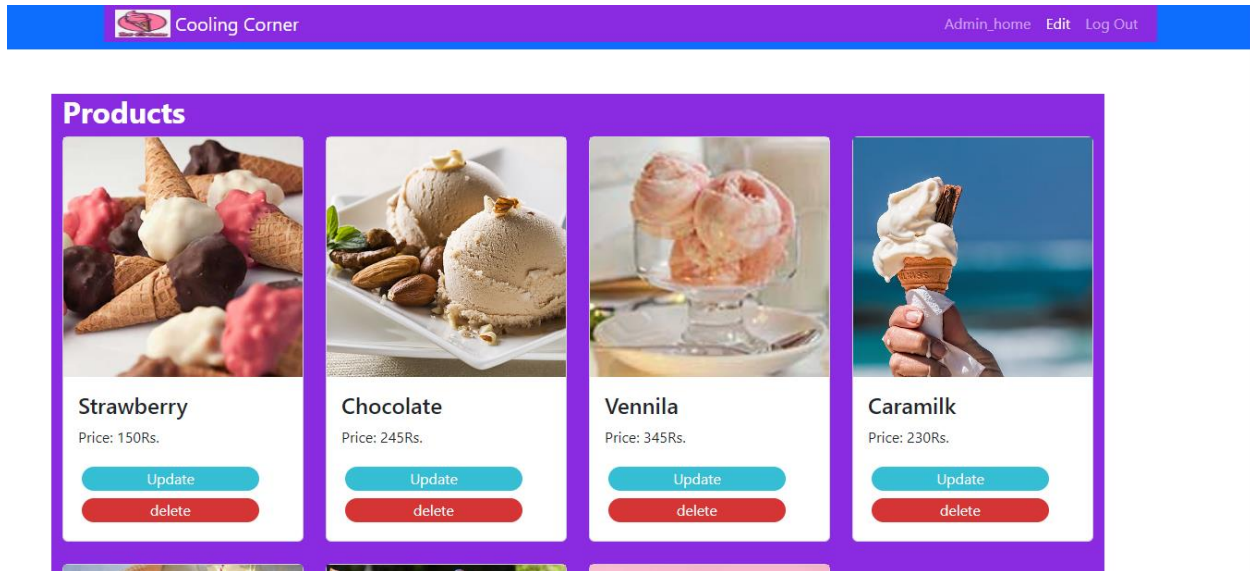 Cooling Corner
Admin_home Edit Log Out
Products
Strawberry
Price: 150Rs.
Update
delete
Chocolate
Price: 245Rs.
Update
delete
Vennila
Price: 345Rs.
Update
delete
Caramilk
Price: 230Rs.
Update
delete